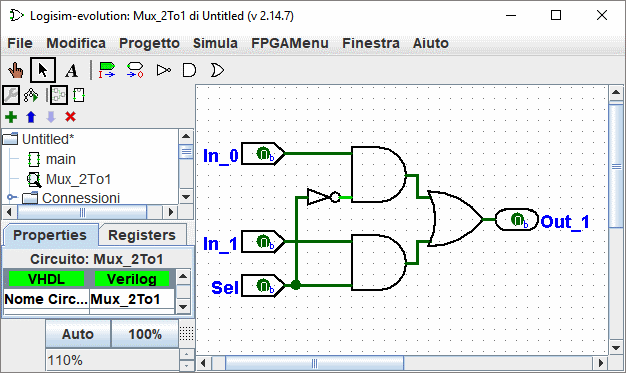 Logisim-evolution: Mux_2To1 di Untitled (v 2.14.7)
File Modifica Progetto Simula FPGAMenu Finestra Aiuto
A
Untitled*
main
Mux_2To1
Connessioni
Properties Registers
Circuito: Mux_2To1
VHDL Verilog
Nome Circ... Mux_2To1
Auto 100%
110%
In_0
In_1
Sel
Out_1